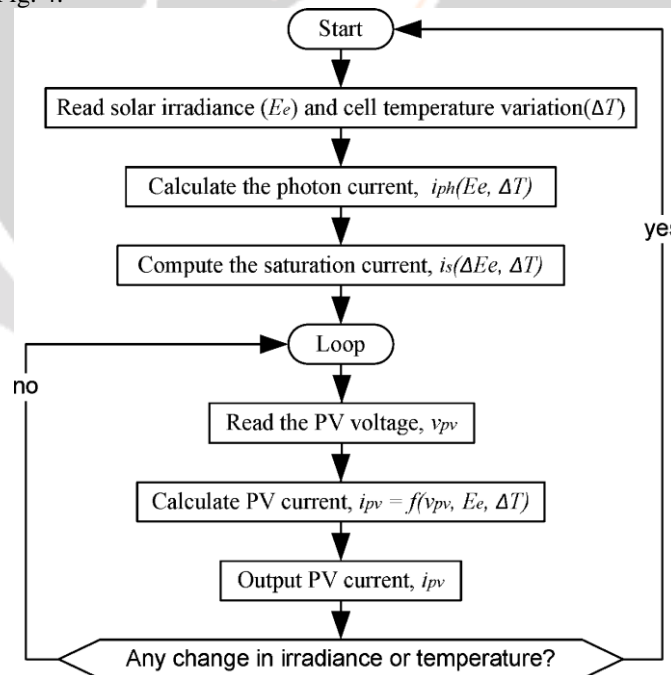 Start
Read solar irradiance (Ee) and cell temperature variation(ΔT)
Calculate the photon current, iph(Ee, ΔT)
yes
Compute the saturation current, is(ΔEe, ΔT)
Loop
no
Read the PV voltage, vpv
Calculate PV current, ipv = f(vpv, Ee, ΔT)
Output PV current, ipv
Any change in irradiance or temperature?